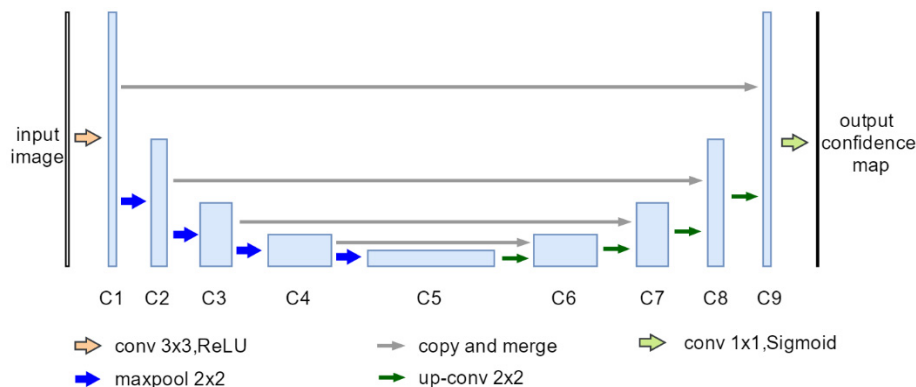 input
image
output
confidence
map
C1 C2 C3 C4 C5 C6 C7 C8 C9
conv 3x3,ReLU copy and merge conv 1x1,Sigmoid
maxpool 2x2 up-conv 2x2